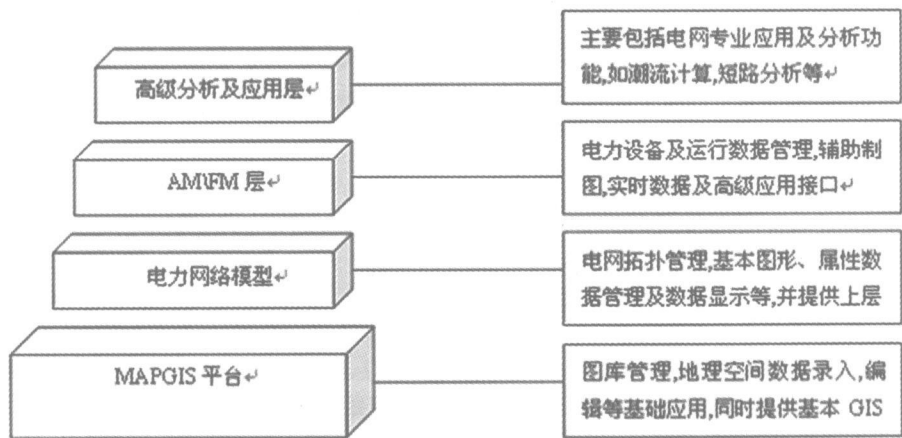 高级分析及应用层↵
主要包括电网专业应用及分析功
能,如潮流计算,短路分析等↵
AM\FM 层↵
电力设备及运行数据管理,辅助制
图,实时数据及高级应用接口↵
电力网络模型↵
电网拓扑管理,基本图形、属性数
据管理及数据显示等,并提供上层
MAPGIS 平台↵
图库管理,地理空间数据录入,编
辑等基础应用,同时提供基本 GIS